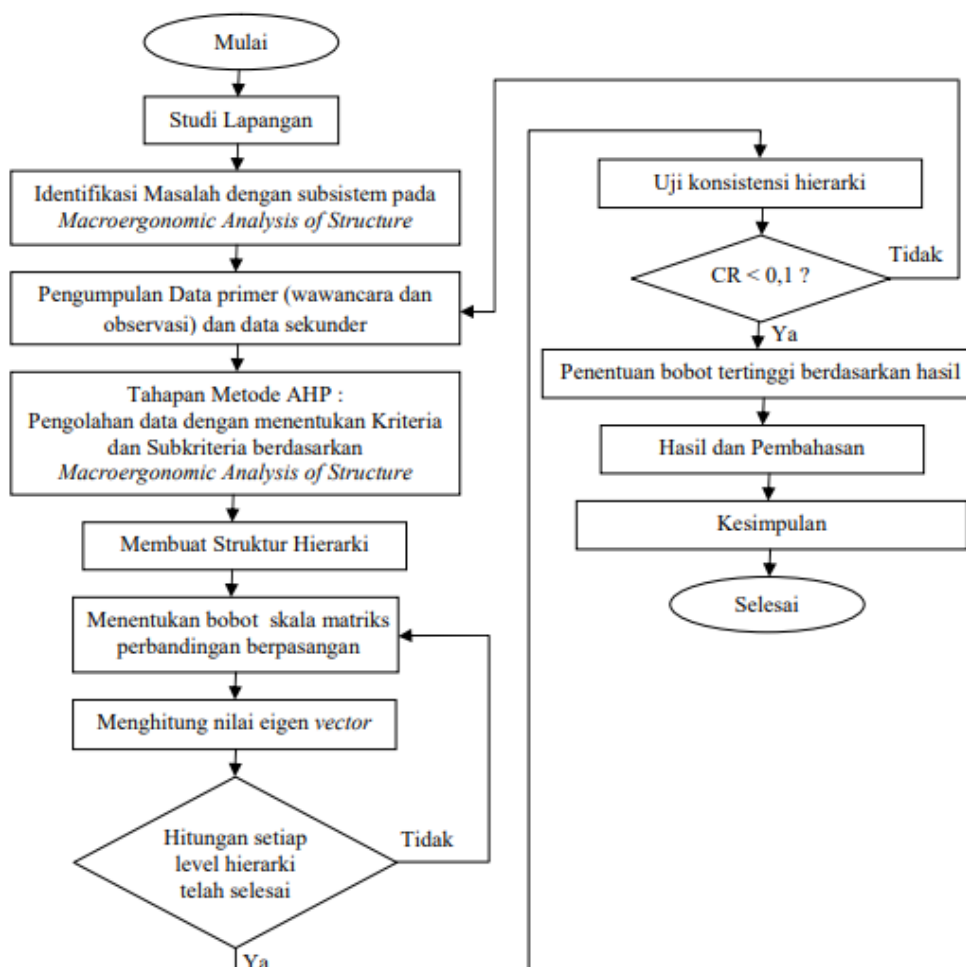 Mulai
Studi Lapangan
Identifikasi Masalah dengan subsistem pada
Macroergonomic Analysis of Structure
Pengumpulan Data primer (wawancara dan
observasi) dan data sekunder
Tahapan Metode AHP :
Pengolahan data dengan menentukan Kriteria
dan Subkriteria berdasarkan
Macroergonomic Analysis of Structure
Membuat Struktur Hierarki
Menentukan bobot skala matriks
perbandingan berpasangan
Menghitung nilai eigen vector
Hitungan setiap
level hierarki
telah selesai
Tidak
Ya
Uji konsistensi hierarki
CR < 0,1 ?
Tidak
Ya
Penentuan bobot tertinggi berdasarkan hasil
Hasil dan Pembahasan
Kesimpulan
Selesai